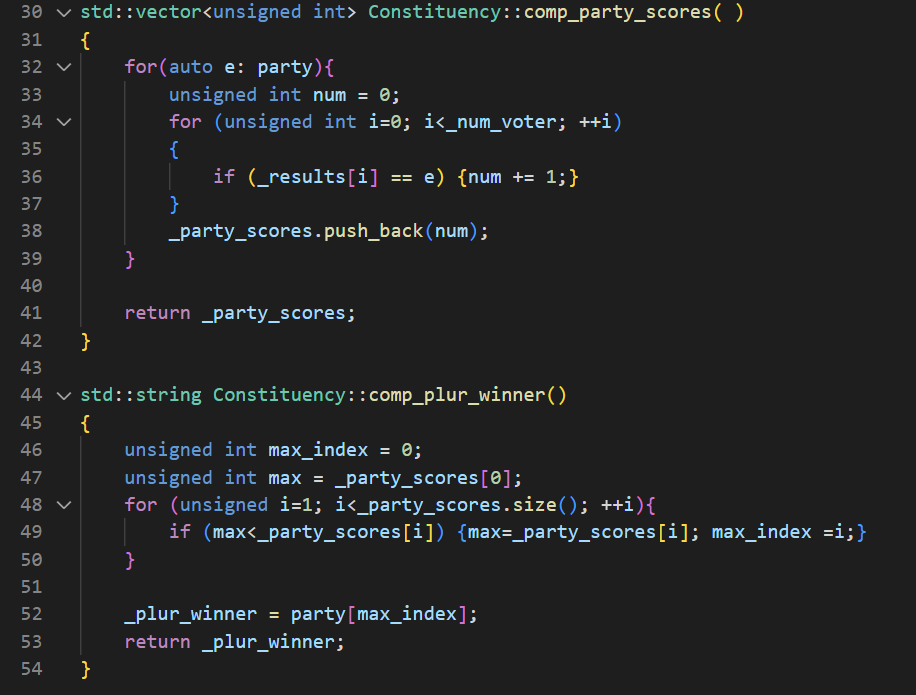 30 std::vector<unsigned int> Constituency::comp_party_scores( )
31 {
32     for(auto e: party){
33         unsigned int num = 0;
34         for (unsigned int i=0; i<_num_voter; ++i)
35         {
36             if (_results[i] == e) {num += 1;}
37         }
38         _party_scores.push_back(num);
39     }
40
41     return _party_scores;
42 }
43
44 std::string Constituency::comp_plur_winner()
45 {
46     unsigned int max_index = 0;
47     unsigned int max = _party_scores[0];
48     for (unsigned i=1; i<_party_scores.size(); ++i){
49         if (max<_party_scores[i]) {max=_party_scores[i]; max_index =i;}
50     }
51
52     _plur_winner = party[max_index];
53     return _plur_winner;
54 }